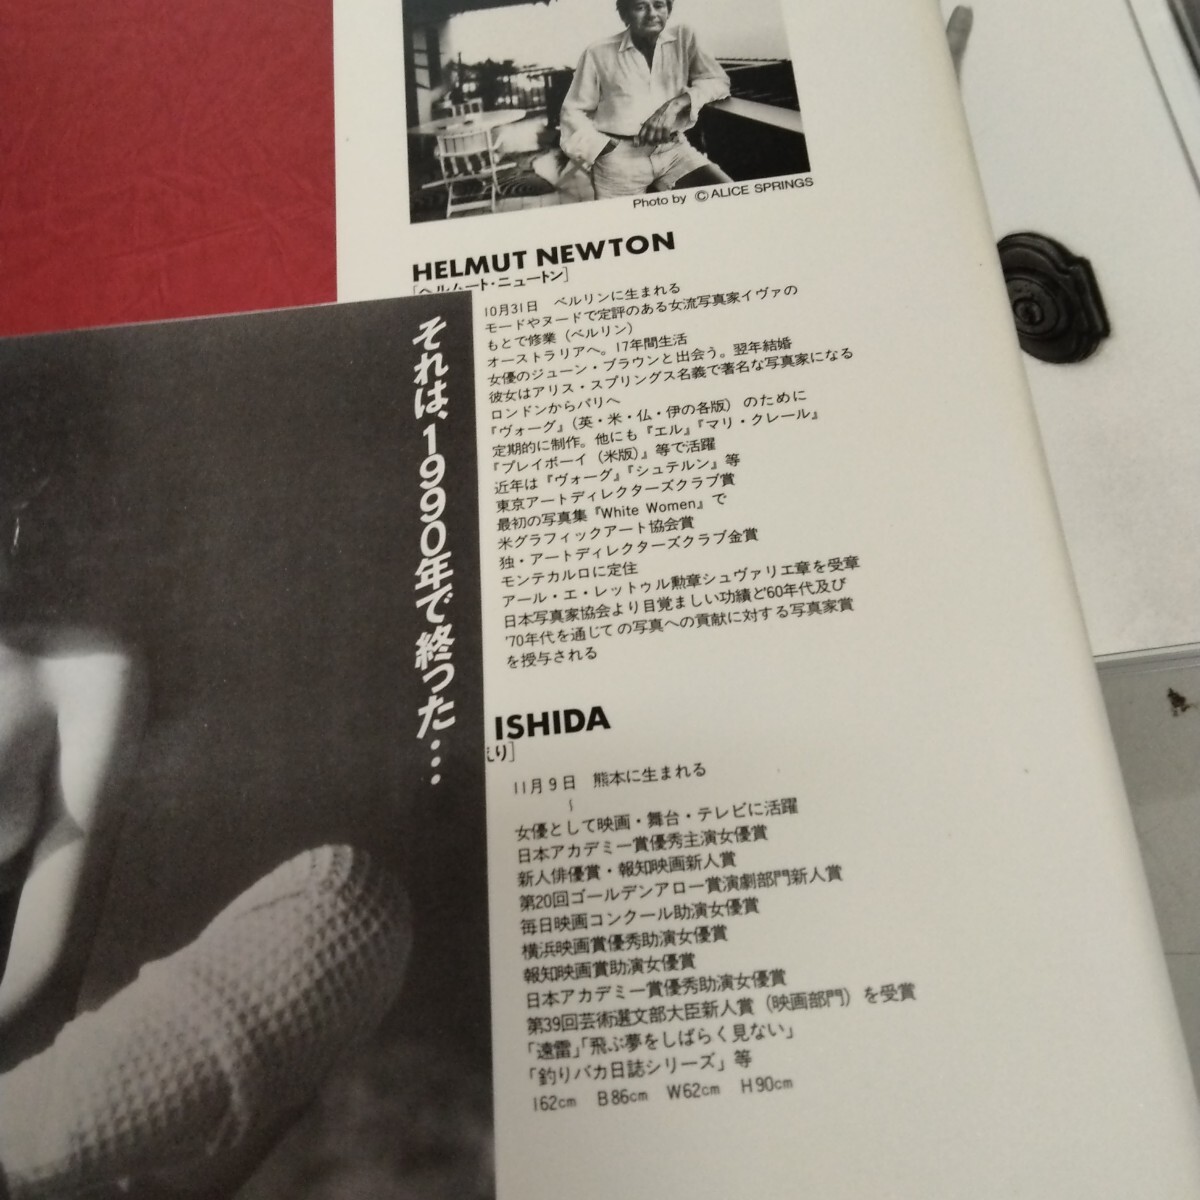 Photo by ©ALICE SPRINGS
HELMUT NEWTON
[ヘルムート・ニュートン]
10月31日　ベルリンに生まれる
モードやヌードで定評のある女流写真家イヴァの
もとで修業（ベルリン）
オーストラリアへ。17年間生活
女優のジューン・ブラウンと出会う。翌年結婚
彼女はアリス・スプリングス名義で著名な写真家になる
ロンドンからパリへ
『ヴォーグ』（英・米・仏・伊の各版）のために
定期的に制作。他にも『エル』『マリ・クレール』
『プレイボーイ（米版）』等で活躍
近年は『ヴォーグ』『シュテルン』等
東京アートディレクターズクラブ賞
最初の写真集『White Women』で
米グラフィックアート協会賞
独・アートディレクターズクラブ金賞
モンテカルロに定住
アール・エ・レットゥル勲章シュヴァリエ章を受章
日本写真家協会より目覚ましい功績と'60年代及び
'70年代を通じての写真への貢献に対する写真家賞
を授与される
ISHIDA
えり]
11月9日　熊本に生まれる
〜
女優として映画・舞台・テレビに活躍
日本アカデミー賞優秀主演女優賞
新人俳優賞・報知映画新人賞
第20回ゴールデンアロー賞演劇部門新人賞
毎日映画コンクール助演女優賞
横浜映画賞優秀助演女優賞
報知映画賞助演女優賞
日本アカデミー賞優秀助演女優賞
第39回芸術選文部大臣新人賞（映画部門）を受賞
「遠雷」「飛ぶ夢をしばらく見ない」
「釣りバカ日誌シリーズ」等
162cm　B86cm　W62cm　H90cm
それは、1990年で終った…